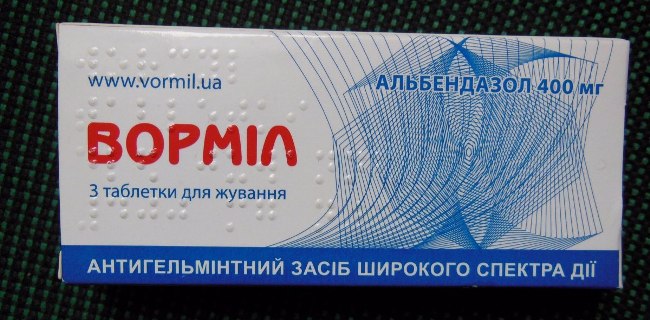 www.vormil.ua
АЛЬБЕНДАЗОЛ 400 мг
ВОРМІЛ
3 таблетки для жування
АНТИГЕЛЬМІНТНИЙ ЗАСІБ ШИРОКОГО СПЕКТРА ДІЇ